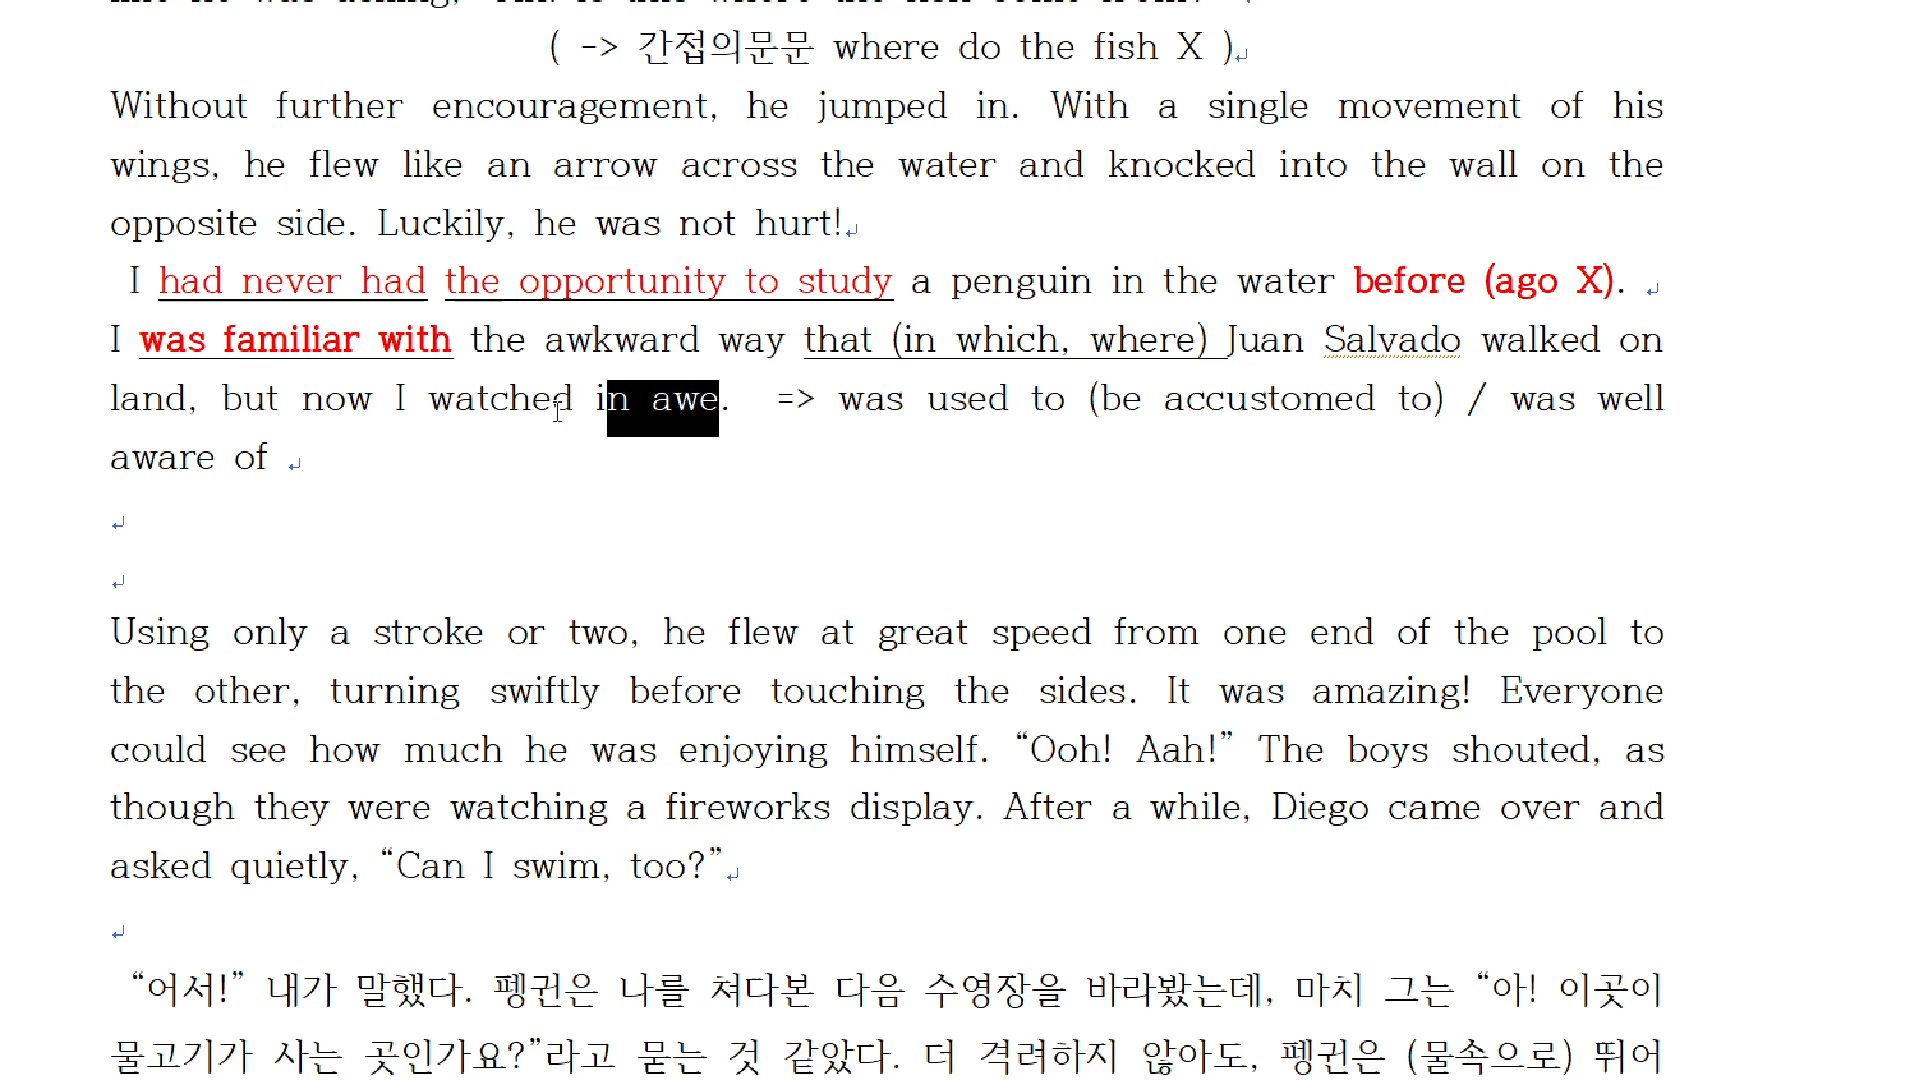 ( -> 간접의문문 where do the fish X )
Without further encouragement, he jumped in. With a single movement of his
wings, he flew like an arrow across the water and knocked into the wall on the
opposite side. Luckily, he was not hurt!
I had never had the opportunity to study a penguin in the water before (ago X).
I was familiar with the awkward way that (in which, where) Juan Salvado walked on
land, but now I watched in awe. => was used to (be accustomed to) / was well
aware of
Using only a stroke or two, he flew at great speed from one end of the pool to
the other, turning swiftly before touching the sides. It was amazing! Everyone
could see how much he was enjoying himself. “Ooh! Aah!” The boys shouted, as
though they were watching a fireworks display. After a while, Diego came over and
asked quietly, “Can I swim, too?”
“어서!” 내가 말했다. 펭귄은 나를 쳐다본 다음 수영장을 바라봤는데, 마치 그는 “아! 이곳이
물고기가 사는 곳인가요?”라고 묻는 것 같았다. 더 격려하지 않아도, 펭귄은 (물속으로) 뛰어